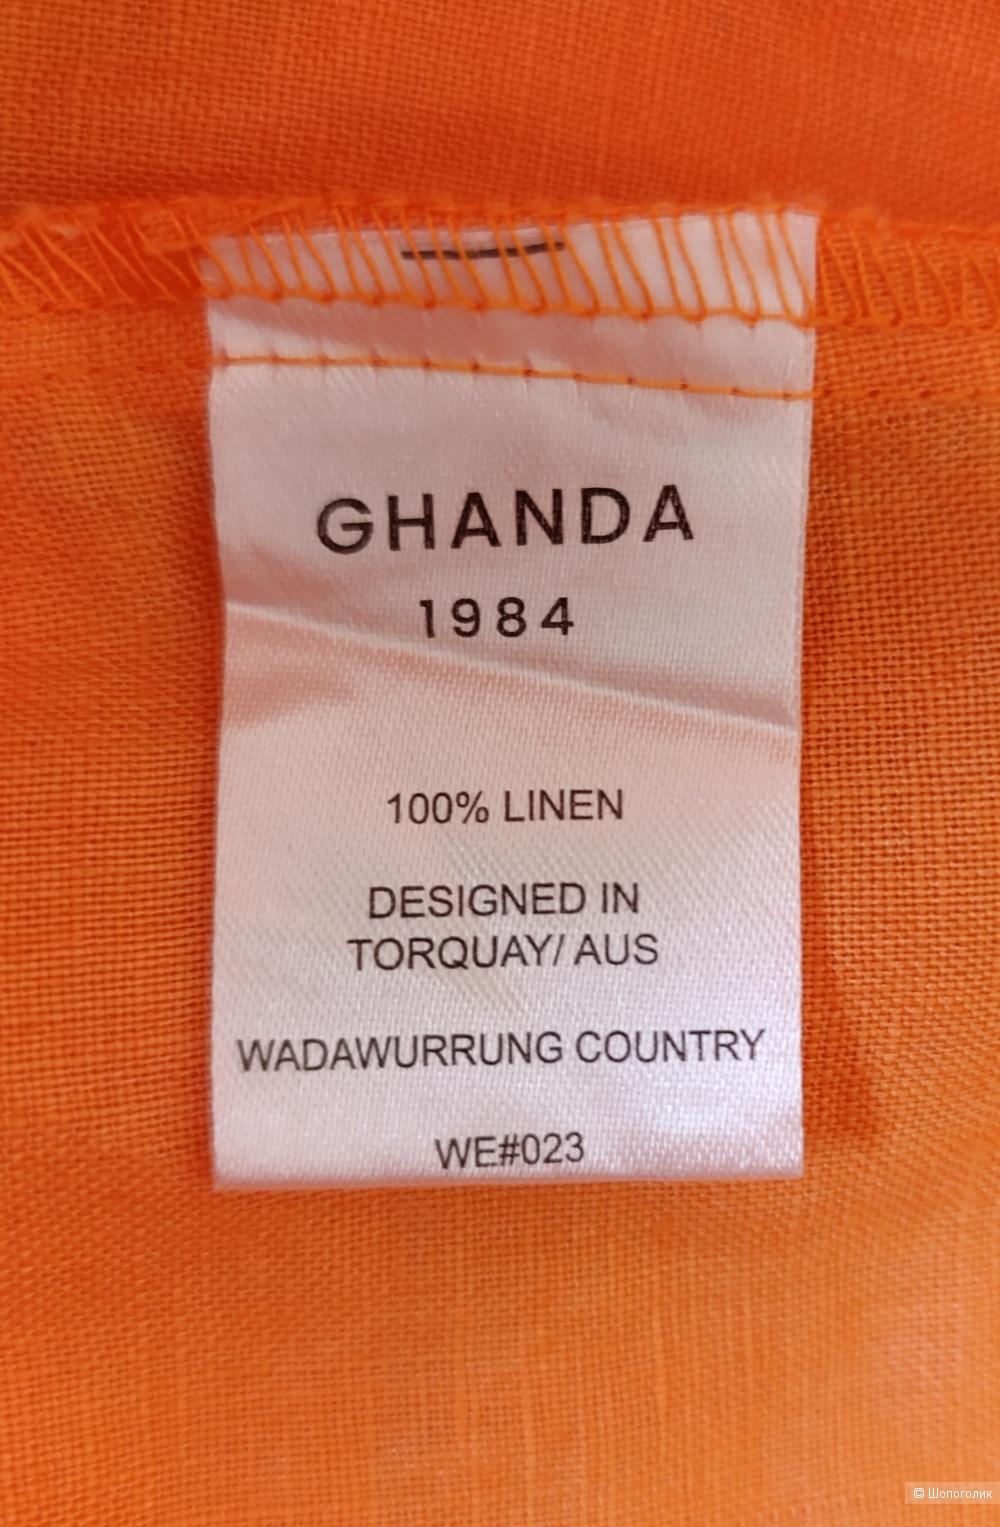 GHANDA
1984
100% LINEN
DESIGNED IN
TORQUAY/ AUS
WADAWURRUNG COUNTRY
WE#023
© Шопоголик